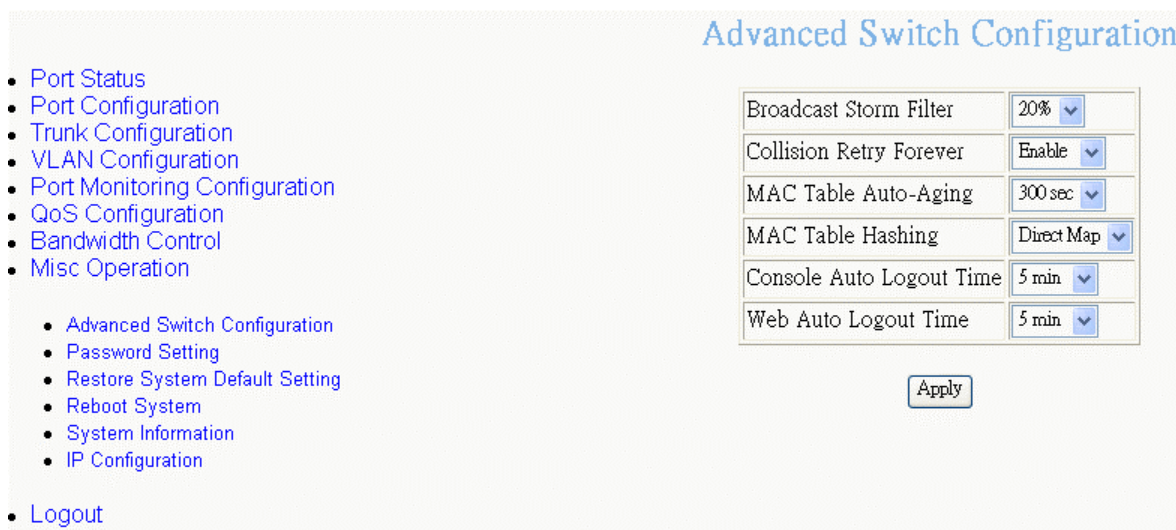 Advanced Switch Configuration
Port Status
Port Configuration
Trunk Configuration
VLAN Configuration
Port Monitoring Configuration
QoS Configuration
Bandwidth Control
Misc Operation
Advanced Switch Configuration
Password Setting
Restore System Default Setting
Reboot System
System Information
IP Configuration
Logout
Broadcast Storm Filter 20%
Collision Retry Forever Enable
MAC Table Auto-Aging 300 sec
MAC Table Hashing Direct Map
Console Auto Logout Time 5 min
Web Auto Logout Time 5 min
Apply